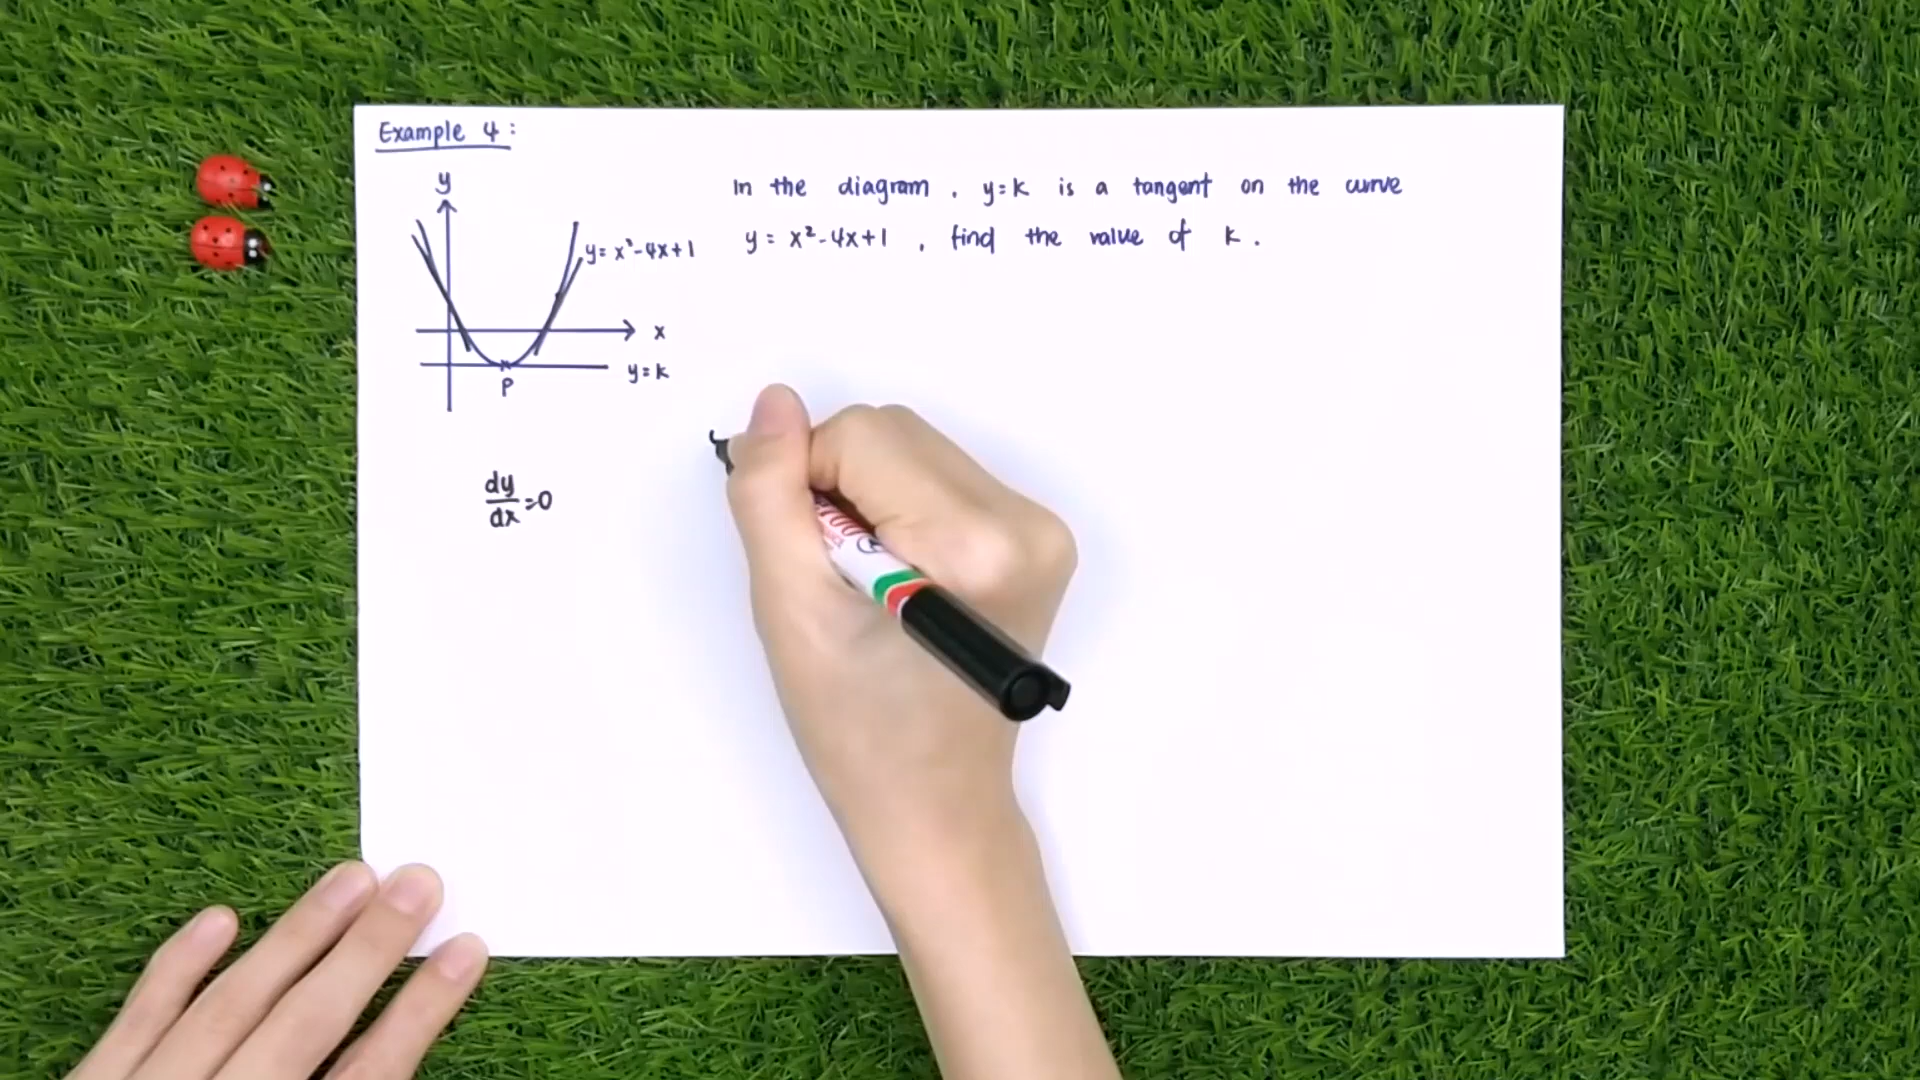 Example 4:
y
In the diagram, y=k is a tangent on the curve
y = x²-4x+1, find the value of k.
y= x²-4x+1
x
y=k
P
dy
dx =0